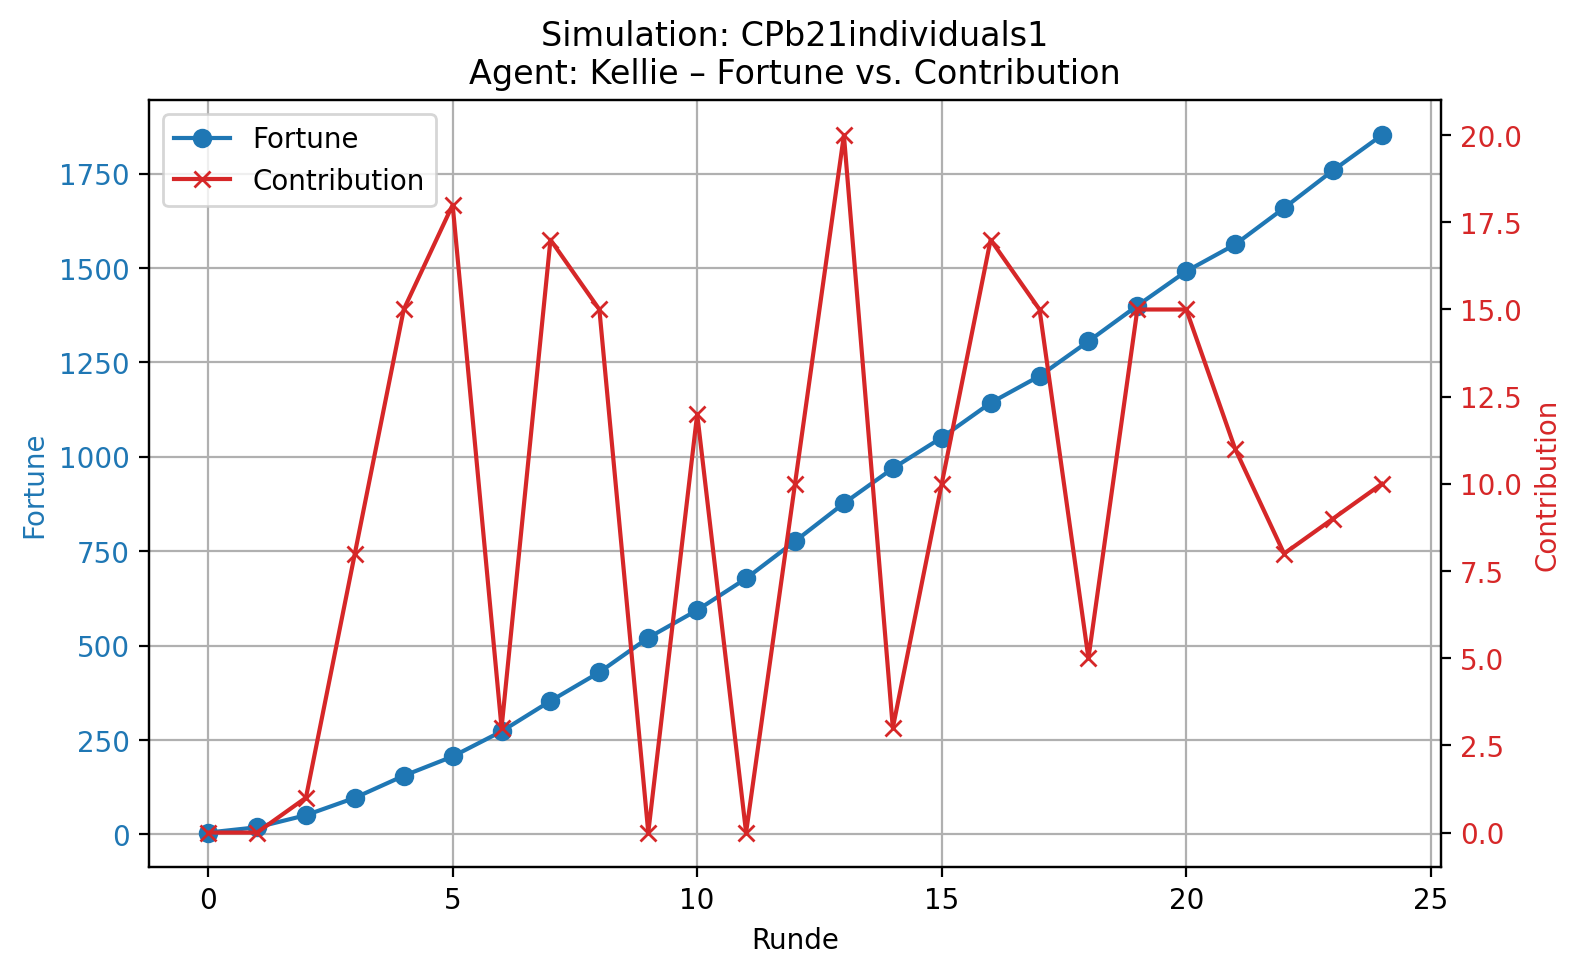 Simulation: CPb21individuals1
Agent: Kellie – Fortune vs. Contribution
Fortune
Contribution
1750
1500
1250
1000
750
500
250
0
Fortune
20.0
17.5
15.0
12.5
10.0
7.5
5.0
2.5
0.0
Contribution
0 5 10 15 20 25
Runde